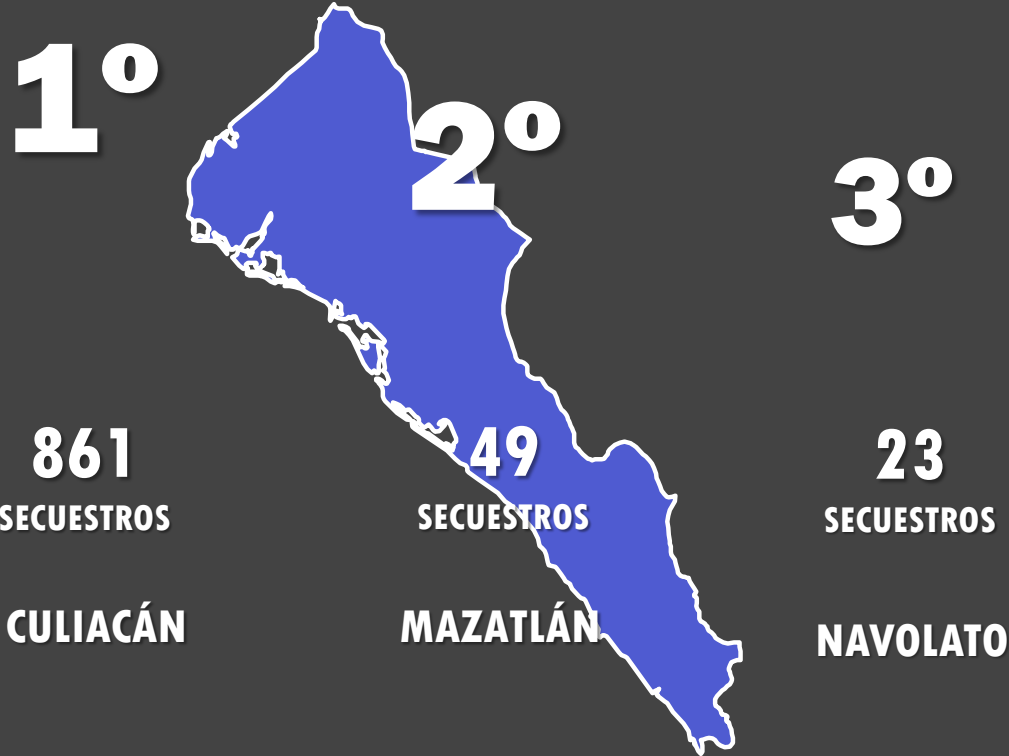 1º
861
SECUESTROS
CULIACÁN
2º
49
SECUESTROS
MAZATLÁN
3º
23
SECUESTROS
NAVOLATO